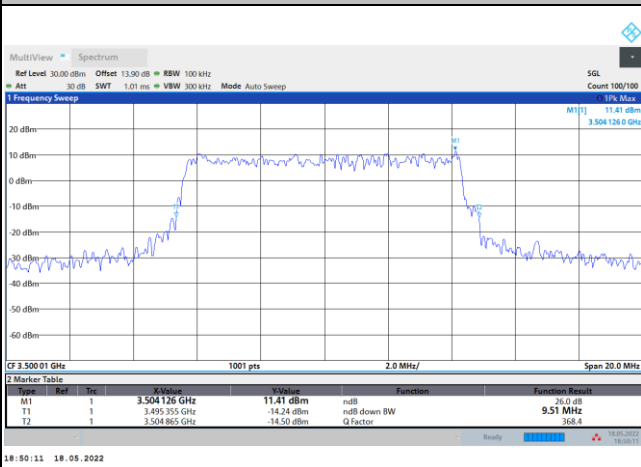 MultiView Spectrum
Ref Level 30.00 dBm Offset 13.90 dB RBW 100 kHz SGL
Att 30 dB SWT 1.01 ms VBW 300 kHz Mode Auto Sweep Count 100/100
1 Frequency Sweep 1Pk Max
M1[1] 11.41 dBm
3.504 126 0 GHz
20 dBm
M1
10 dBm
0 dBm
-10 dBm
-20 dBm
-30 dBm
-40 dBm
-50 dBm
-60 dBm
CF 3.500 01 GHz 1001 pts 2.0 MHz/ Span 20.0 MHz
2 Marker Table
Type Ref Trc X-Value Y-Value Function Function Result
M1 1 3.504 126 GHz 11.41 dBm ndB 26.0 dB
T1 1 3.495 355 GHz -14.24 dBm ndB down BW 9.51 MHz
T2 1 3.504 865 GHz -14.50 dBm Q Factor 368.4
Ready 18.05.2022
18:50:11
18:50:11 18.05.2022